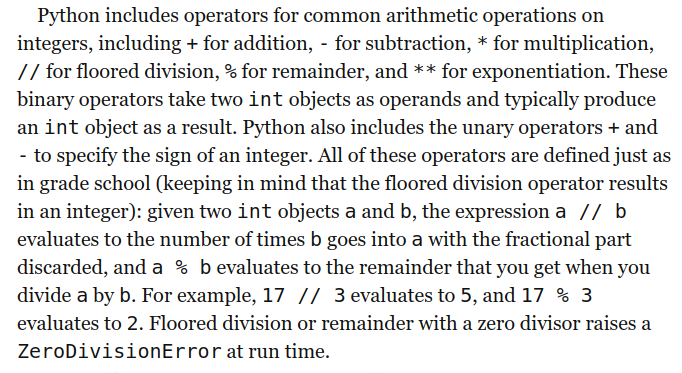 Python includes operators for common arithmetic operations on
integers, including + for addition, - for subtraction, * for multiplication,
// for floored division, % for remainder, and ** for exponentiation. These
binary operators take two int objects as operands and typically produce
an int object as a result. Python also includes the unary operators + and
- to specify the sign of an integer. All of these operators are defined just as
in grade school (keeping in mind that the floored division operator results
in an integer): given two int objects a and b, the expression a // b
evaluates to the number of times b goes into a with the fractional part
discarded, and a % b evaluates to the remainder that you get when you
divide a by b. For example, 17 // 3 evaluates to 5, and 17 % 3
evaluates to 2. Floored division or remainder with a zero divisor raises a
ZeroDivisionError at run time.